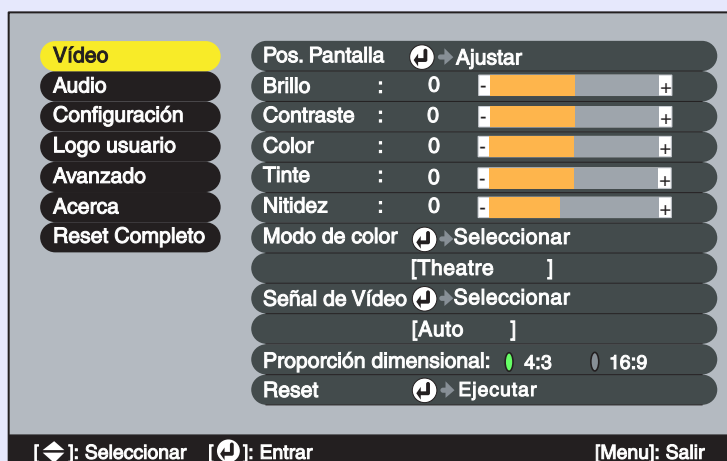 Vídeo
Audio
Configuración
Logo usuario
Avanzado
Acerca
Reset Completo
Pos. Pantalla Ajustar
Brillo : 0 - +
Contraste : 0 - +
Color : 0 - +
Tinte : 0 - +
Nitidez : 0 - +
Modo de color Seleccionar
[Theatre ]
Señal de Vídeo Seleccionar
[Auto ]
Proporción dimensional: 4:3 16:9
Reset Ejecutar
[ ]: Seleccionar [ ]: Entrar [Menu]: Salir